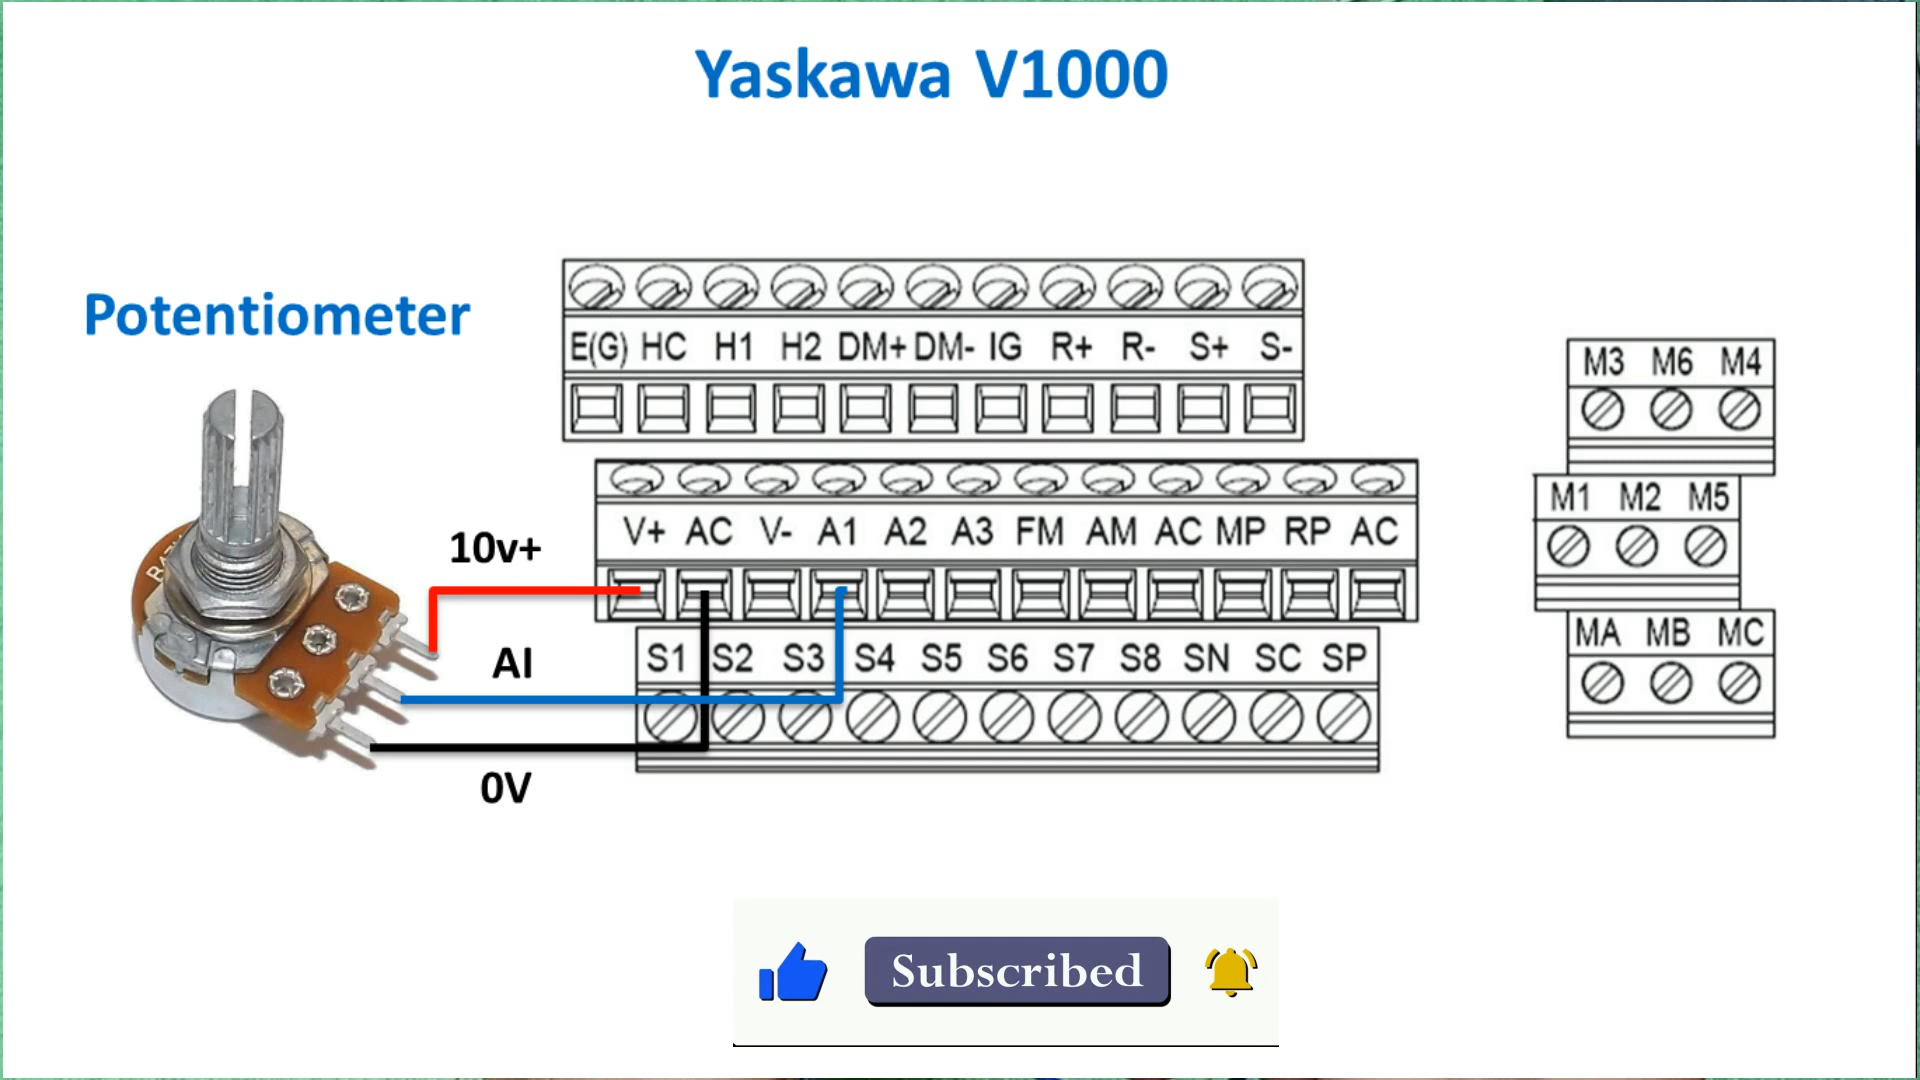 Yaskawa V1000
Potentiometer
E(G) HC H1 H2 DM+ DM- IG R+ R- S+ S-
M3 M6 M4
M1 M2 M5
10v+
V+ AC V- A1 A2 A3 FM AM AC MP RP AC
AI
S1 S2 S3 S4 S5 S6 S7 S8 SN SC SP
MA MB MC
0V
Subscribed